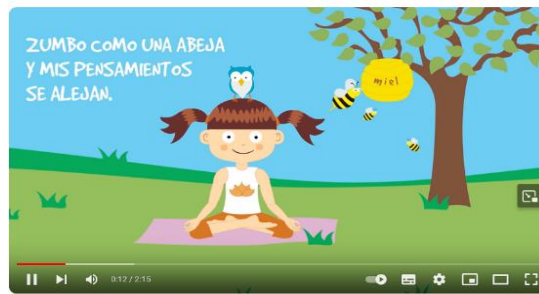 ZUMBO COMO UNA ABEJA
Y MIS PENSAMIENTOS
SE ALEJAN.
miel
0:12 / 2:15